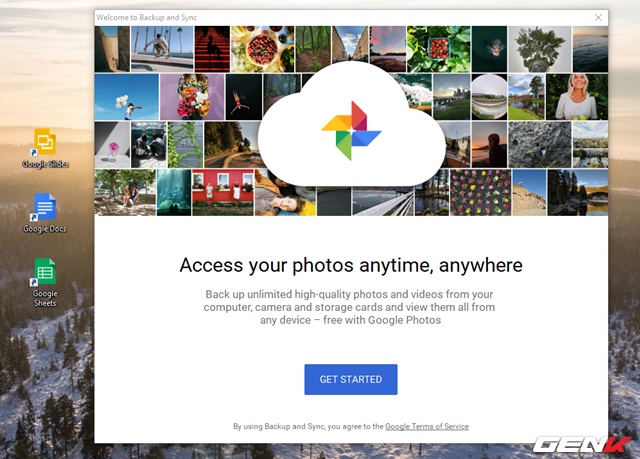 Welcome to Backup and Sync
Google Slides
Google Docs
Google
Sheets
Access your photos anytime, anywhere
Back up unlimited high-quality photos and videos from your
computer, camera and storage cards and view them all from
any device – free with Google Photos
GET STARTED
By using Backup and Sync, you agree to the Google Terms of Service
GENK